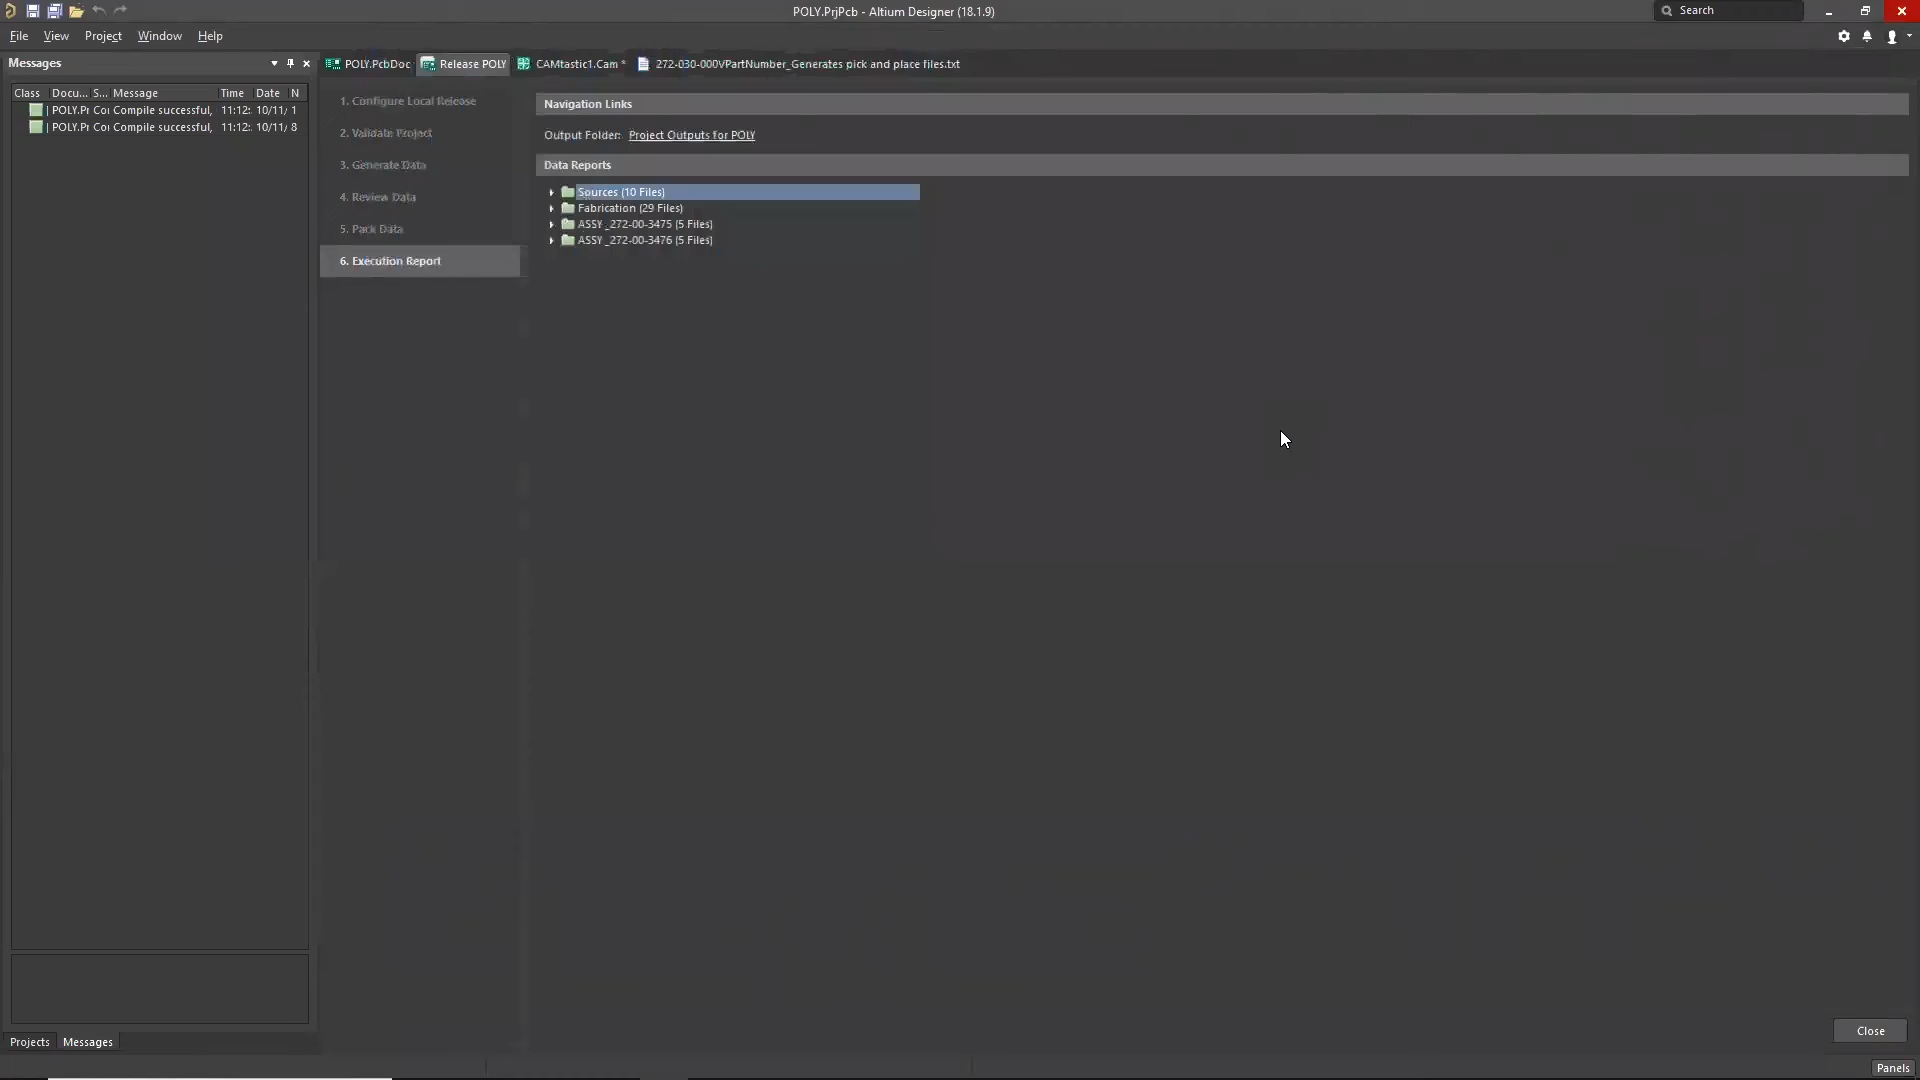 POLY.PrjPcb - Altium Designer (18.1.9)
Search
File View Project Window Help
Messages
POLY.PcbDoc Release POLY CAMtastic1.Cam * 272-030-000VPartNumber_Generates pick and place files.txt
Class Docu... S... Message Time Date N
POLY.Pr Coi Compile successful, 11:12: 10/11/ 1
POLY.Pr Coi Compile successful, 11:12: 10/11/ 8
1. Configure Local Release
2. Validate Project
3. Generate Data
4. Review Data
5. Pack Data
6. Execution Report
Navigation Links
Output Folder: Project Outputs for POLY
Data Reports
Sources (10 Files)
Fabrication (29 Files)
ASSY_272-00-3475 (5 Files)
ASSY_272-00-3476 (5 Files)
Close
Projects Messages
Panels